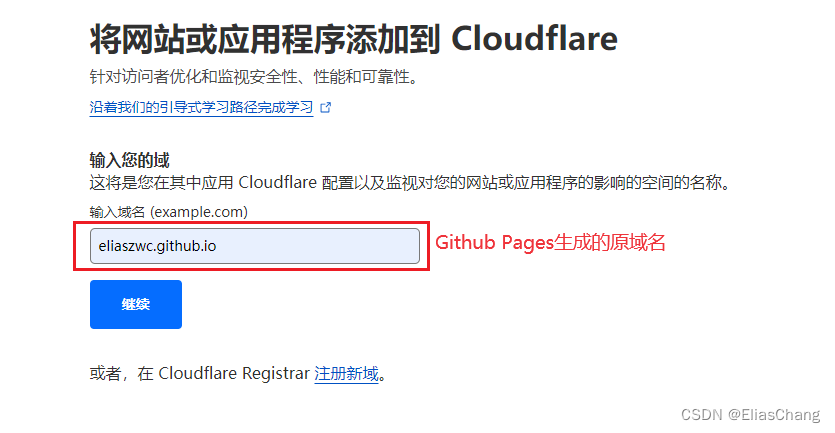 将网站或应用程序添加到 Cloudflare
针对访问者优化和监视安全性、性能和可靠性。
沿着我们的引导式学习路径完成学习
输入您的域
这将是您在其中应用 Cloudflare 配置以及监视对您的网站或应用程序的影响的空间的名称。
输入域名 (example.com)
eliaszwc.github.io
Github Pages生成的原域名
继续
或者，在 Cloudflare Registrar 注册新域。
CSDN @EliasChang